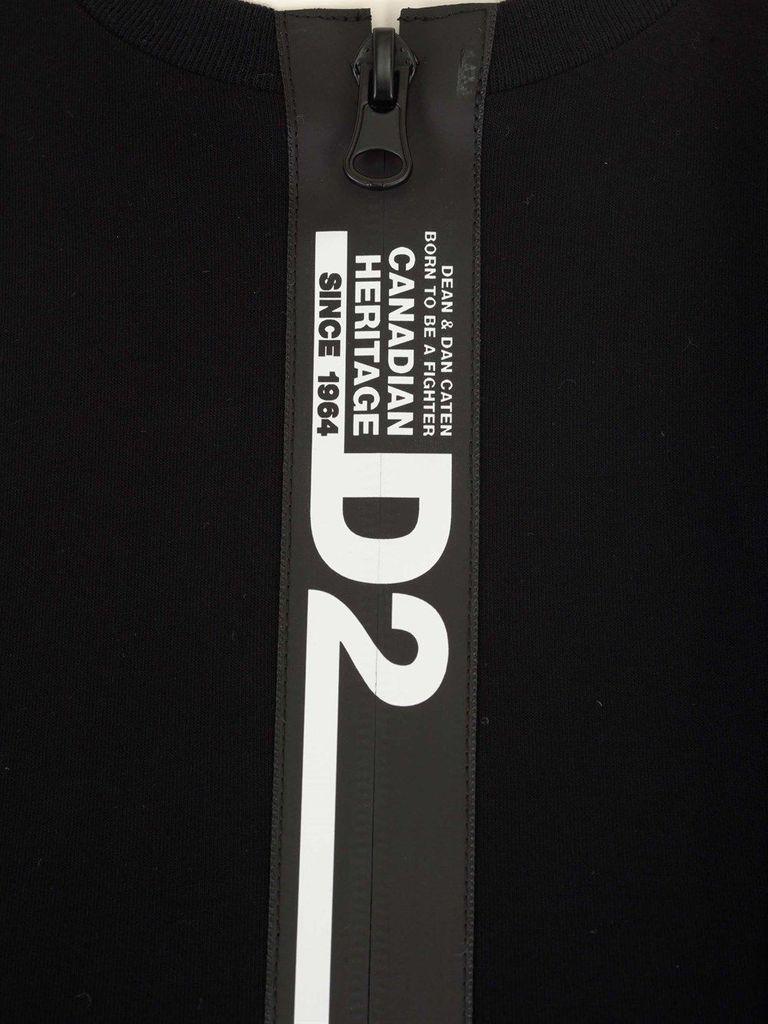 DEAN & DAN CATEN
BORN TO BE A FIGHTER
CANADIAN
HERITAGE
SINCE 1964
D2